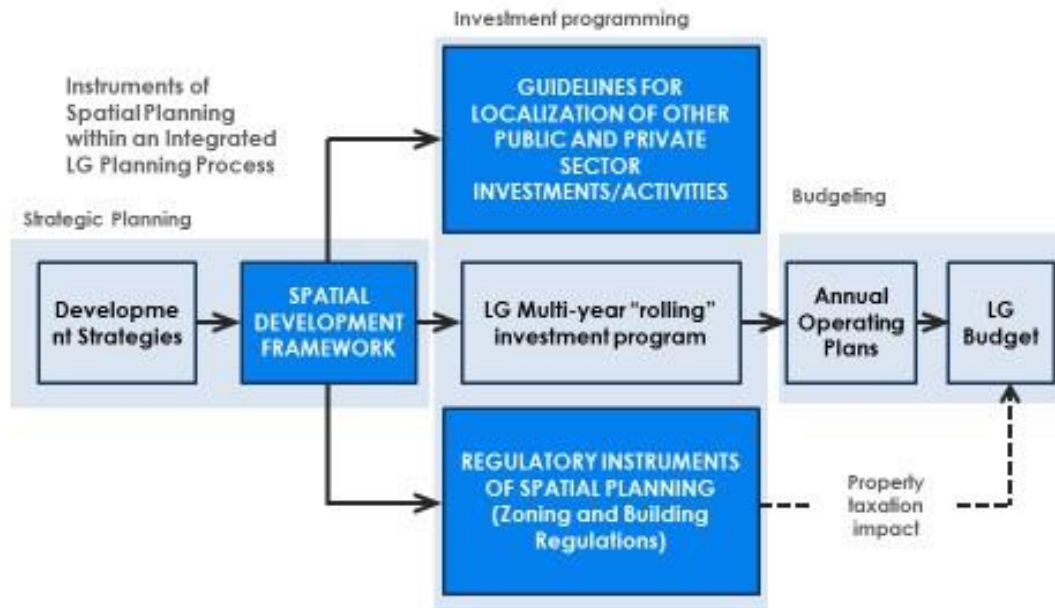 Investment programming
Instruments of
Spatial Planning
within an Integrated
LG Planning Process
GUIDELINES FOR
LOCALIZATION OF OTHER
PUBLIC AND PRIVATE
SECTOR
INVESTMENTS/ACTIVITIES
Strategic Planning
Budgeting
Developme
nt Strategies
SPATIAL
DEVELOPMENT
FRAMEWORK
LG Multi-year "rolling"
investment program
Annual
Operating
Plans
LG
Budget
REGULATORY INSTRUMENTS
OF SPATIAL PLANNING
(Zoning and Building
Regulations)
Property
taxation
impact